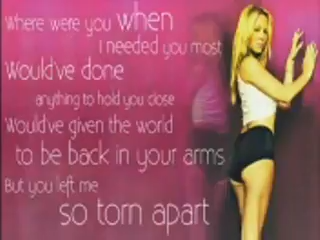 Where were you when
I needed you most
Would've done
anything to hold you close
Would've given the world
to be back in your arms
But you left me
so torn apart